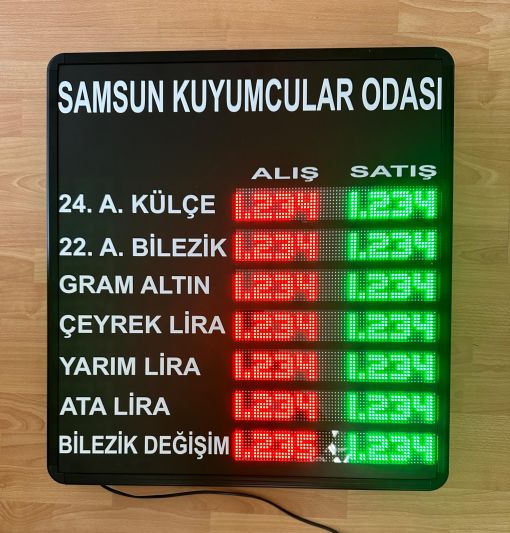 SAMSUN KUYUMCULAR ODASI
ALIŞ SATIŞ
24. A. KÜLÇE 1.234 1.234
22. A. BİLEZİK 1.234 1.234
GRAM ALTIN 1.234 1.234
ÇEYREK LİRA 1.234 1.234
YARIM LİRA 1.234 1.234
ATA LİRA 1.234 1.234
BİLEZİK DEĞİŞİM 1.235 1.234